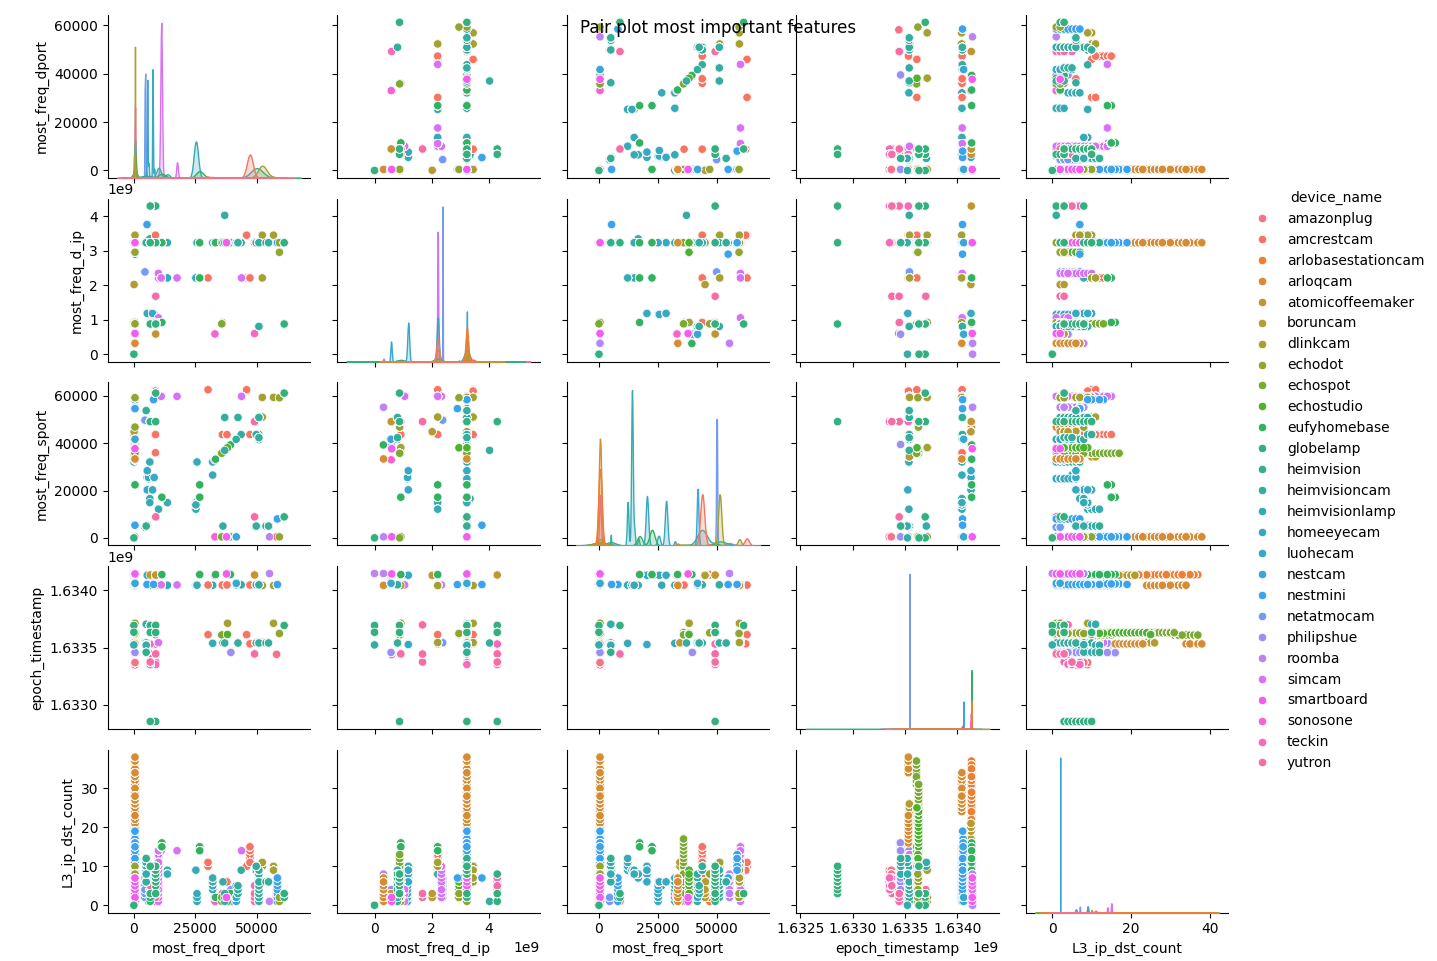 Pair plot most important features
60000
40000
20000
0
most_freq_dport
1e9
4
3
2
1
0
most_freq_d_ip
60000
40000
20000
0
most_freq_sport
1e9
1.6340
1.6335
1.6330
epoch_timestamp
30
20
10
0
L3_ip_dst_count
0 25000 50000
most_freq_dport
0 2 4
1e9
most_freq_d_ip
0 25000 50000
most_freq_sport
1.6325 1.6330 1.6335 1.6340
1e9
epoch_timestamp
0 20 40
L3_ip_dst_count
device_name
amazonplug
amcrestcam
arlobasestationcam
arloqcam
atomicoffeemaker
boruncam
dlinkcam
echodot
echospot
echostudio
eufyhomebase
globelamp
heimvision
heimvisioncam
heimvisionlamp
homeeyecam
luohecam
nestcam
nestmini
netatmocam
philipshue
roomba
simcam
smartboard
sonosone
teckin
yutron